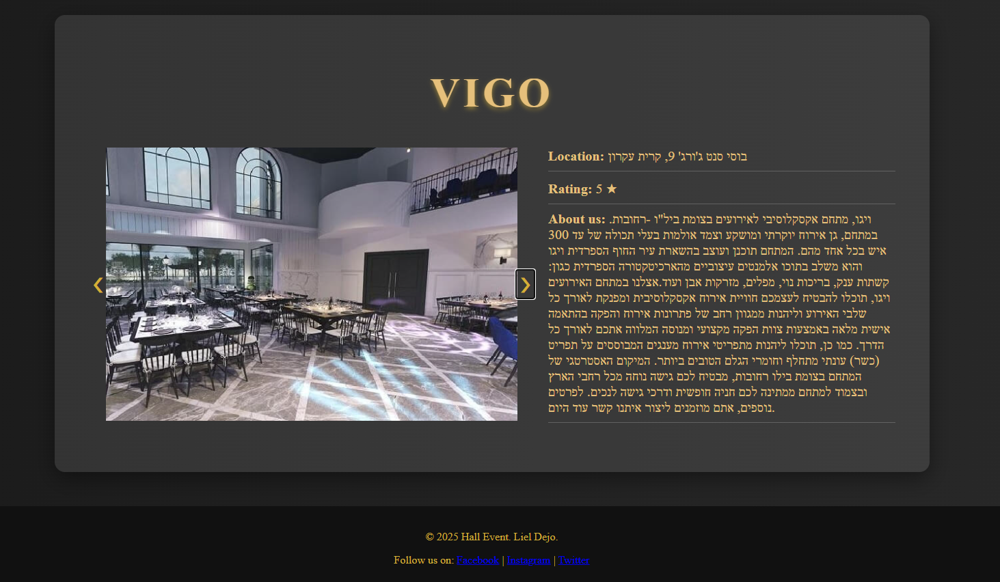 VIGO
Location: בוסי סנט ג'ורג' 9, קרית עקרון
Rating: 5 ★
About us: ויגו, מתחם אקסקלוסיבי לאירועים בצומת ביל"ו -רחובות.
במתחם, גן אירוח יוקרתי ומושקע וצמד אולמות בעלי תכולה של עד 300
איש בכל אחד מהם. המתחם תוכנן ועוצב בהשארת עיר החוף הספרדית ויגו
והוא משלב בתוכו אלמנטים עיצוביים מהארכיטקטורה הספרדית כגון:
קשתות ענק, בריכות נוי, מפלים, מזרקות אבן ועוד.אצלנו במתחם האירועים
ויגו, תוכלו להבטיח לעצמכם חוויית אירוח אקסקלוסיבית ומפנקת לאורך כל
שלבי האירוע וליהנות ממגוון רחב של פתרונות אירוח והפקה בהתאמה
אישית מלאה באמצעות צוות הפקה מקצועי ומנוסה המלווה אתכם לאורך כל
הדרך. כמו כן, תוכלו ליהנות מתפריטי אירוח מענגים המבוססים על תפריט
(כשר) עונתי מתחלף וחומרי הגלם הטובים ביותר. המיקום האסטרטגי של
המתחם בצומת בילו רחובות, מבטיח לכם גישה נוחה מכל רחבי הארץ
ובצמוד למתחם ממתינה לכם חניה חופשית ודרכי גישה לנכים. לפרטים
נוספים, אתם מוזמנים ליצור איתנו קשר עוד היום.
© 2025 Hall Event. Liel Dejo.
Follow us on: Facebook | Instagram | Twitter